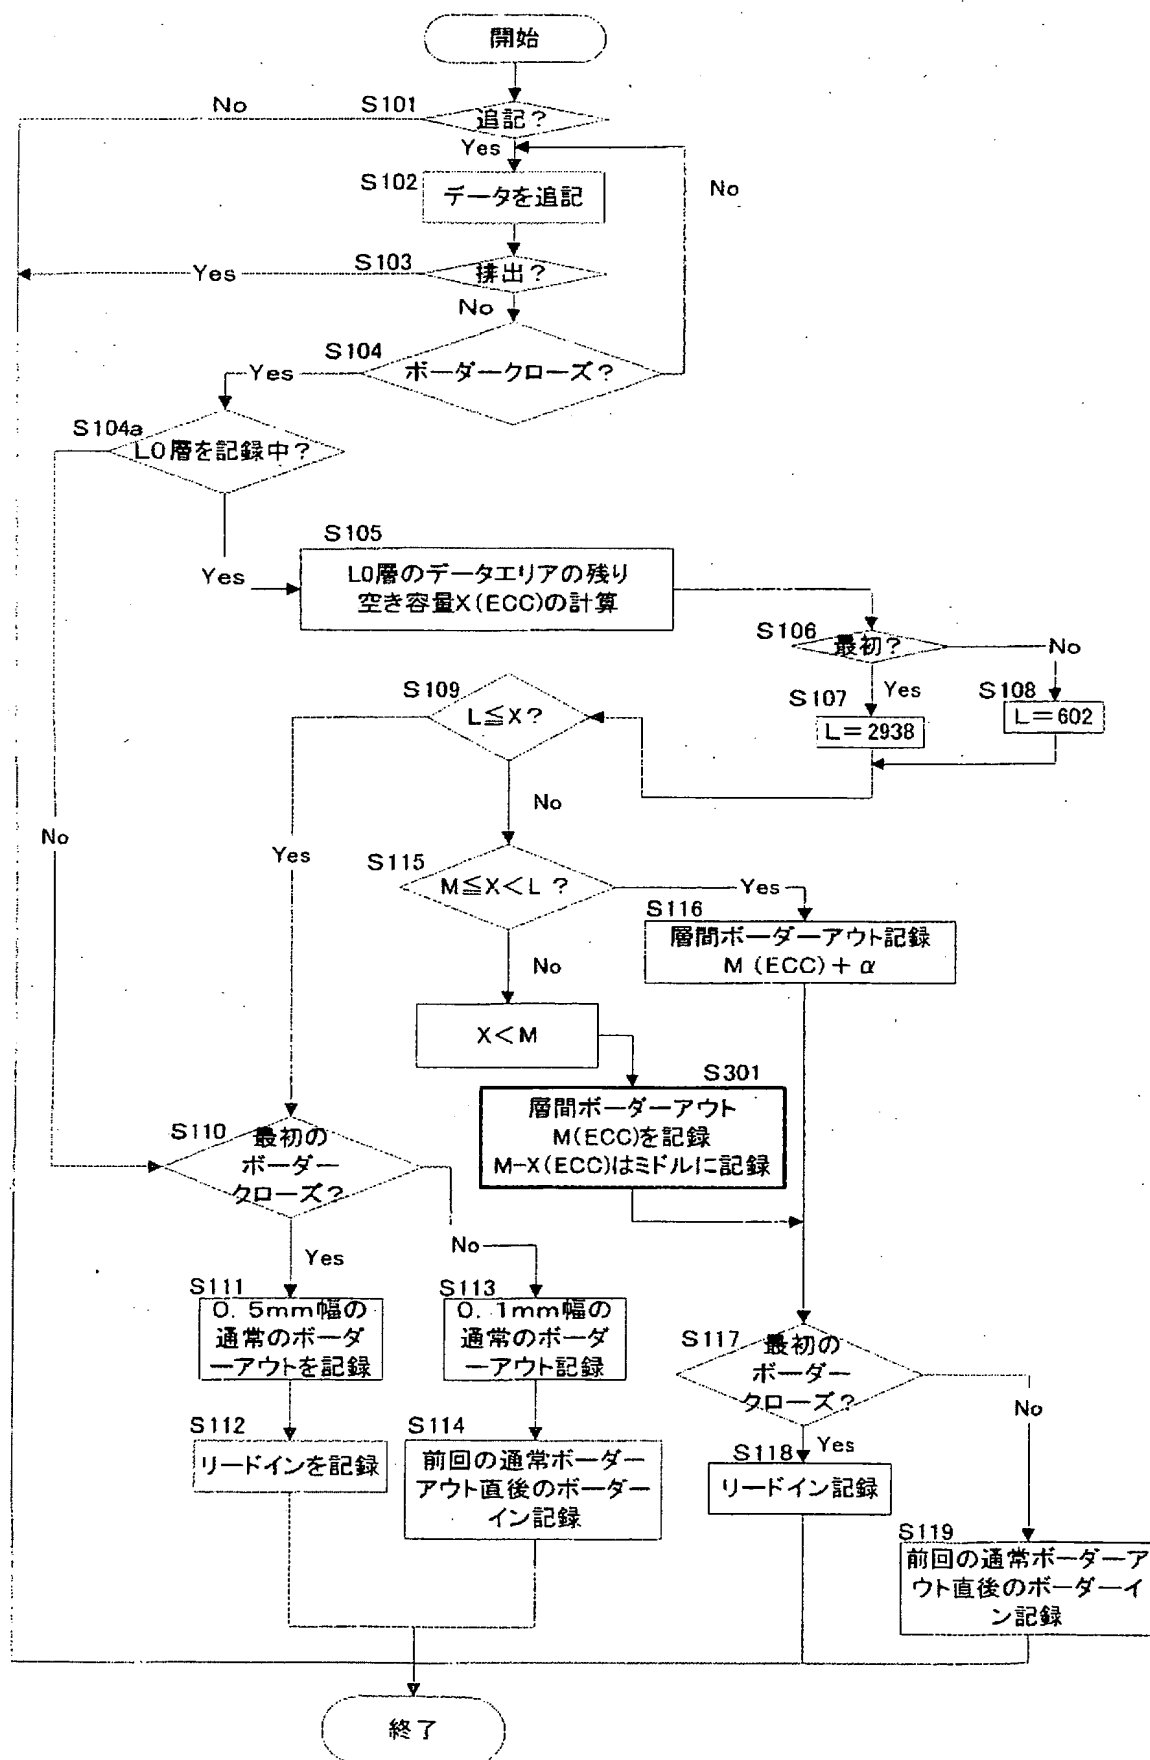 開始
No
S101
追記?
Yes
S102
データを追記
No
Yes
S103
排出?
No
S104
ボーダークローズ?
Yes
S104a
L0層を記録中?
Yes
S105
L0層のデータエリアの残り
空き容量X(ECC)の計算
S106
最初?
No
S107
Yes
L=2938
S108
L=602
S109
L≦X?
No
No
Yes
S115
M≦X<L ?
Yes
S116
層間ボーダーアウト記録
M (ECC)+ α
No
X<M
S301
層間ボーダーアウト
M(ECC)を記録
M-X(ECC)はミドルに記録
S110
最初の
ボーダー
クローズ?
Yes
No
S111
0. 5mm幅の
通常のボーダ
ーアウトを記録
S113
0. 1mm幅の
通常のボーダ
ーアウト記録
S117
最初の
ボーダー
クローズ?
No
S112
リードインを記録
S114
前回の通常ボーダー
アウト直後のボーダー
イン記録
S118
Yes
リードイン記録
S119
前回の通常ボーダーア
ウト直後のボーダーイ
ン記録
終了